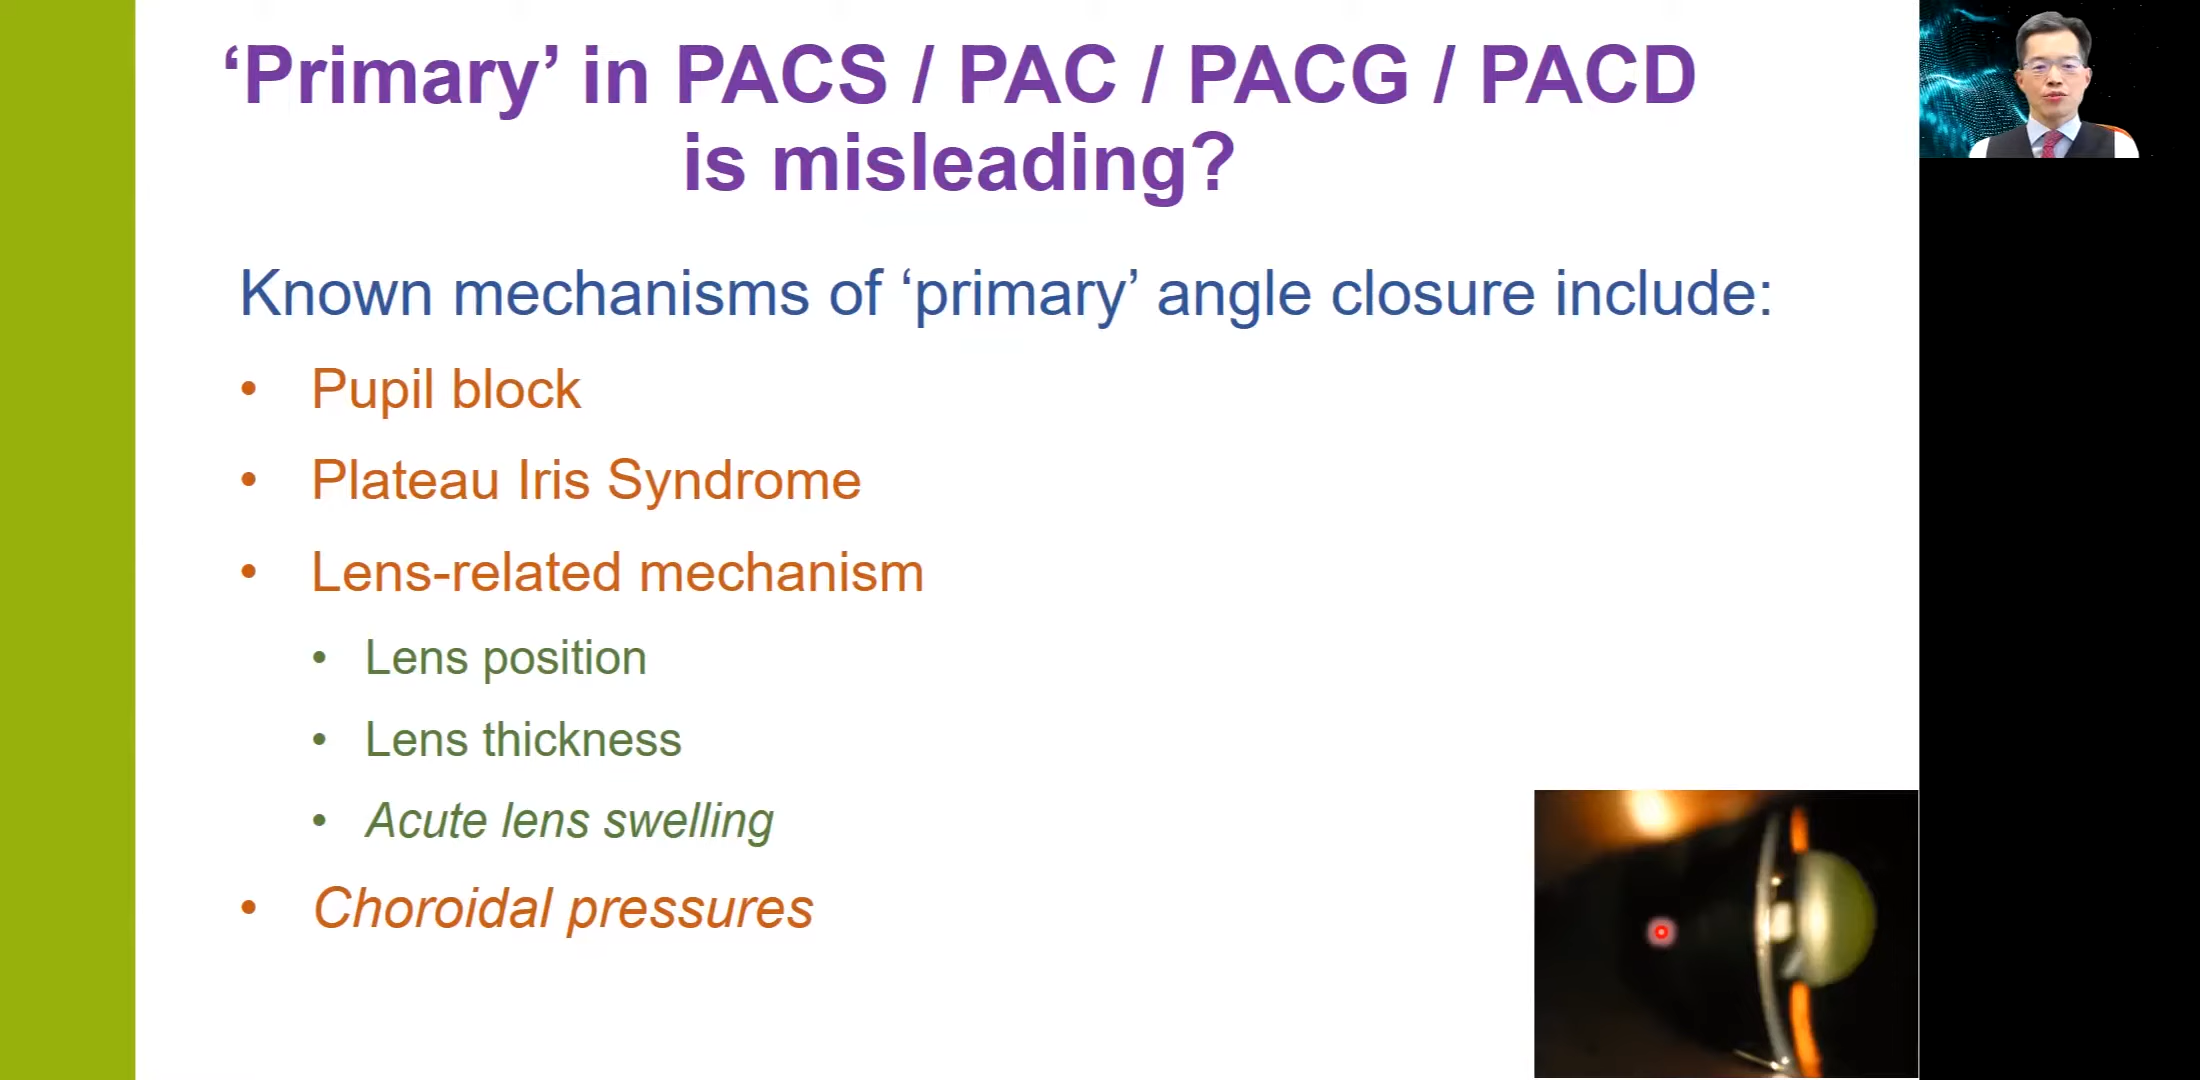 ‘Primary’ in PACS / PAC / PACG / PACD
is misleading?
Known mechanisms of ‘primary’ angle closure include:
• Pupil block
• Plateau Iris Syndrome
• Lens-related mechanism
• Lens position
• Lens thickness
• Acute lens swelling
• Choroidal pressures